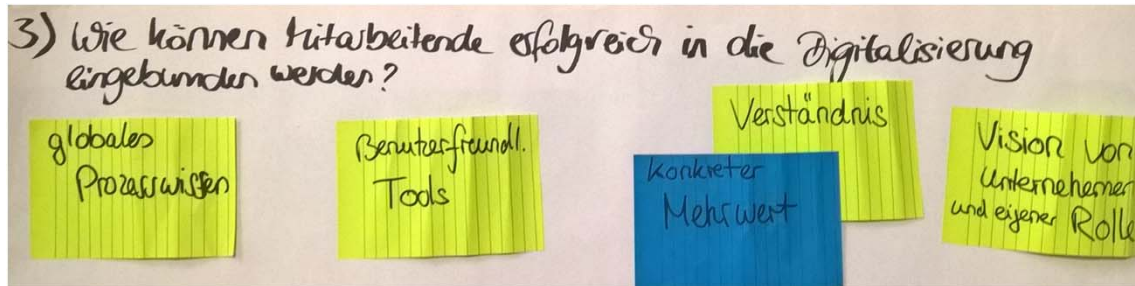 3) Wie können Mitarbeitende erfolgreich in die Digitalisierung
eingebunden werden?
globales
Prozesswissen
Benutzerfreundl.
Tools
Verständnis
Konkreter
Mehrwert
Vision von
Unternehemen
und eigener Rolle